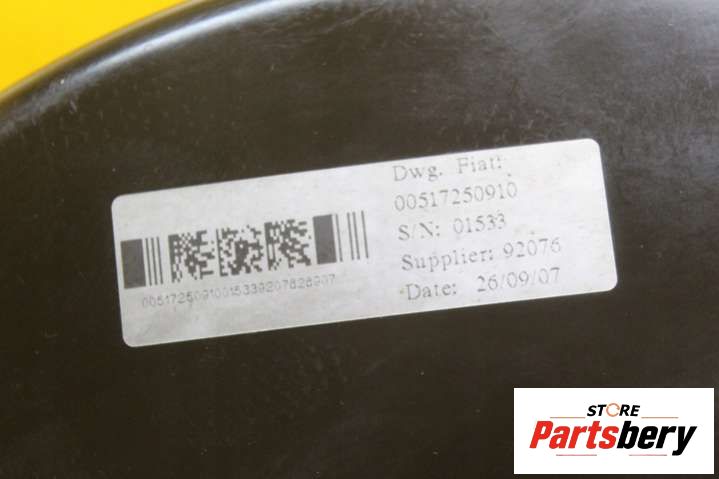 Dwg. Fiat:
00517250910
S/N: 01533
Supplier: 92076
Date: 26/09/07
STORE
Partsbery